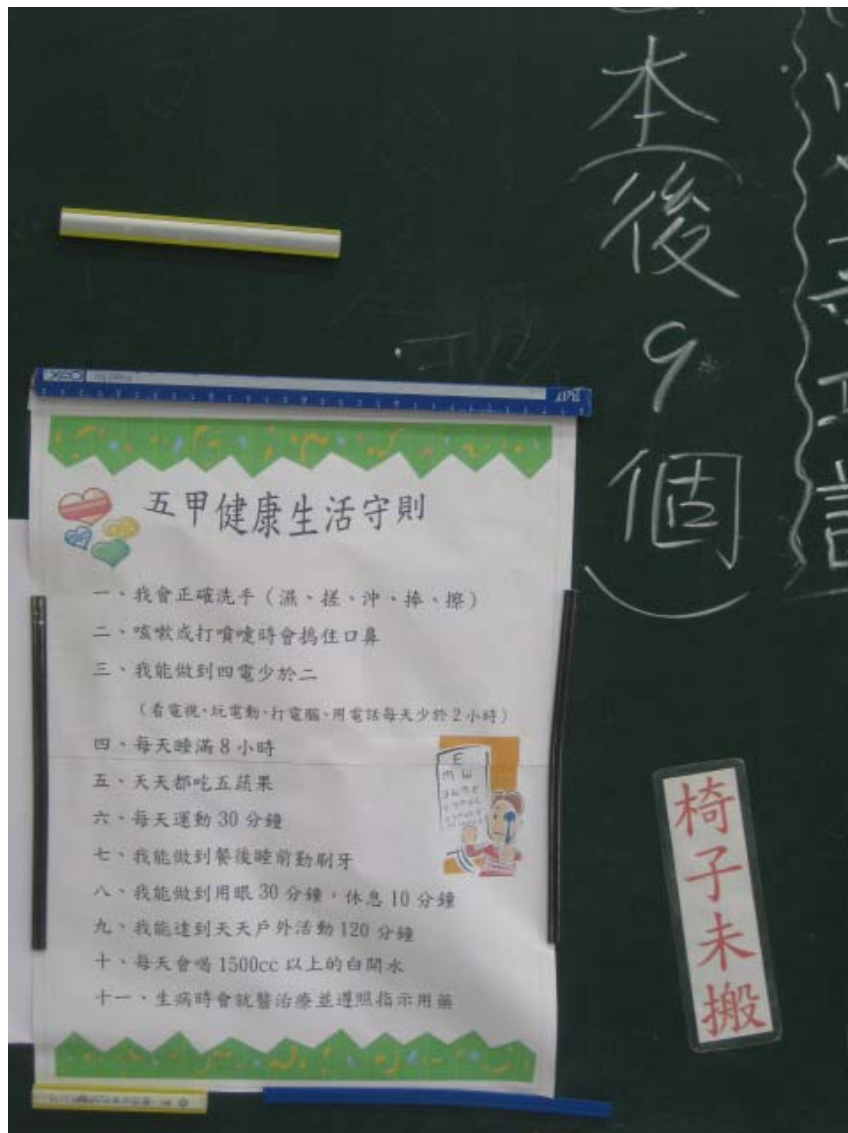 五甲健康生活守則
一、我會正確洗手（濕、搓、沖、捧、擦）
二、咳嗽或打噴嚏時會摀住口鼻
三、我能做到四電少於二
（看電視、玩電動、打電腦、用電話每天少於2小時）
四、每天睡滿8小時
五、天天都吃五蔬果
六、每天運動30分鐘
七、我能做到餐後睡前勤刷牙
八、我能做到用眼30分鐘，休息10分鐘
九、我能達到天天戶外活動120分鐘
十、每天會喝1500cc以上的白開水
十一、生病時會就醫治療並遵照指示用藥
本(後9個)
椅子未搬